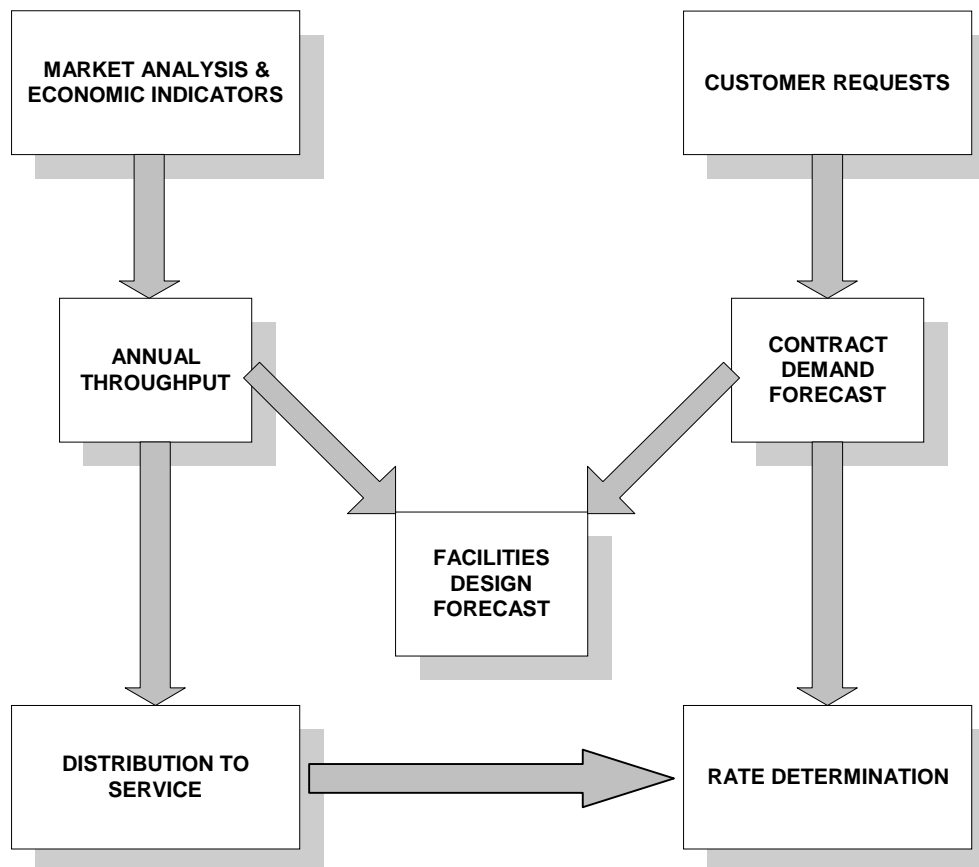 MARKET ANALYSIS &
ECONOMIC INDICATORS
CUSTOMER REQUESTS
ANNUAL
THROUGHPUT
CONTRACT
DEMAND
FORECAST
FACILITIES
DESIGN
FORECAST
DISTRIBUTION TO
SERVICE
RATE DETERMINATION